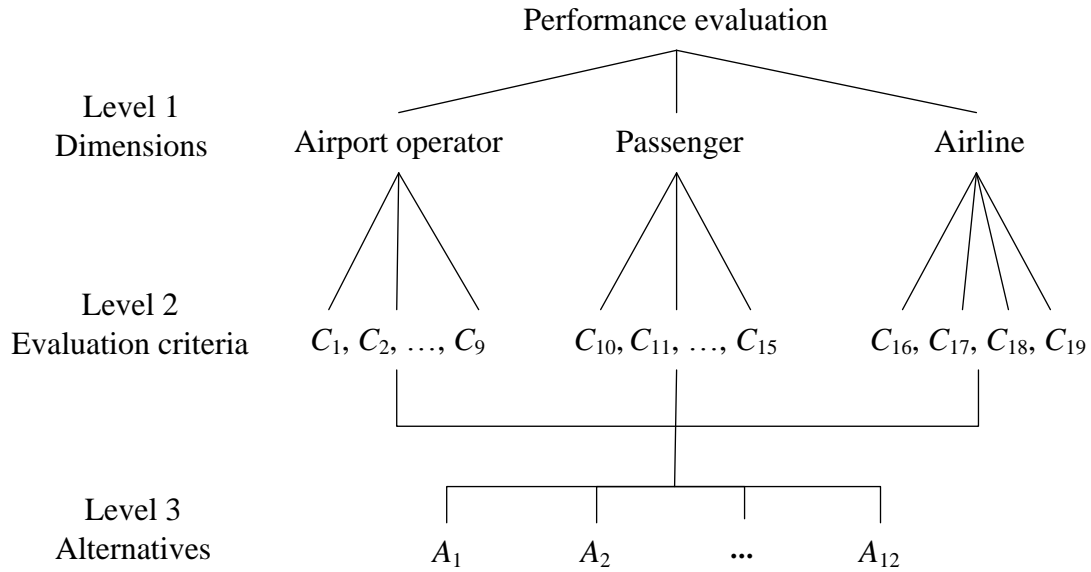 Performance evaluation
Level 1
Dimensions
Airport operator
Passenger
Airline
Level 2
Evaluation criteria
C₁, C₂, …, C₉
C₁₀, C₁₁, …, C₁₅
C₁₆, C₁₇, C₁₈, C₁₉
Level 3
Alternatives
A₁
A₂
...
A₁₂